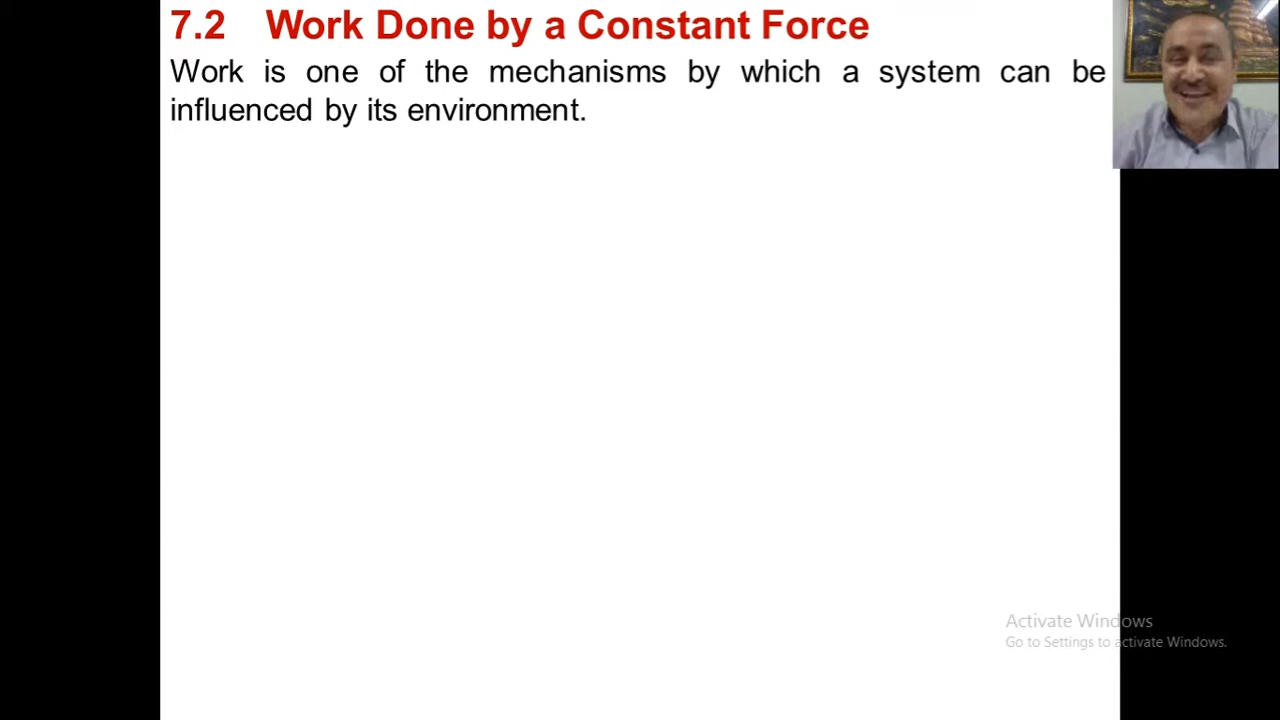 7.2 Work Done by a Constant Force
Work is one of the mechanisms by which a system can be
influenced by its environment.
Activate Windows
Go to Settings to activate Windows.